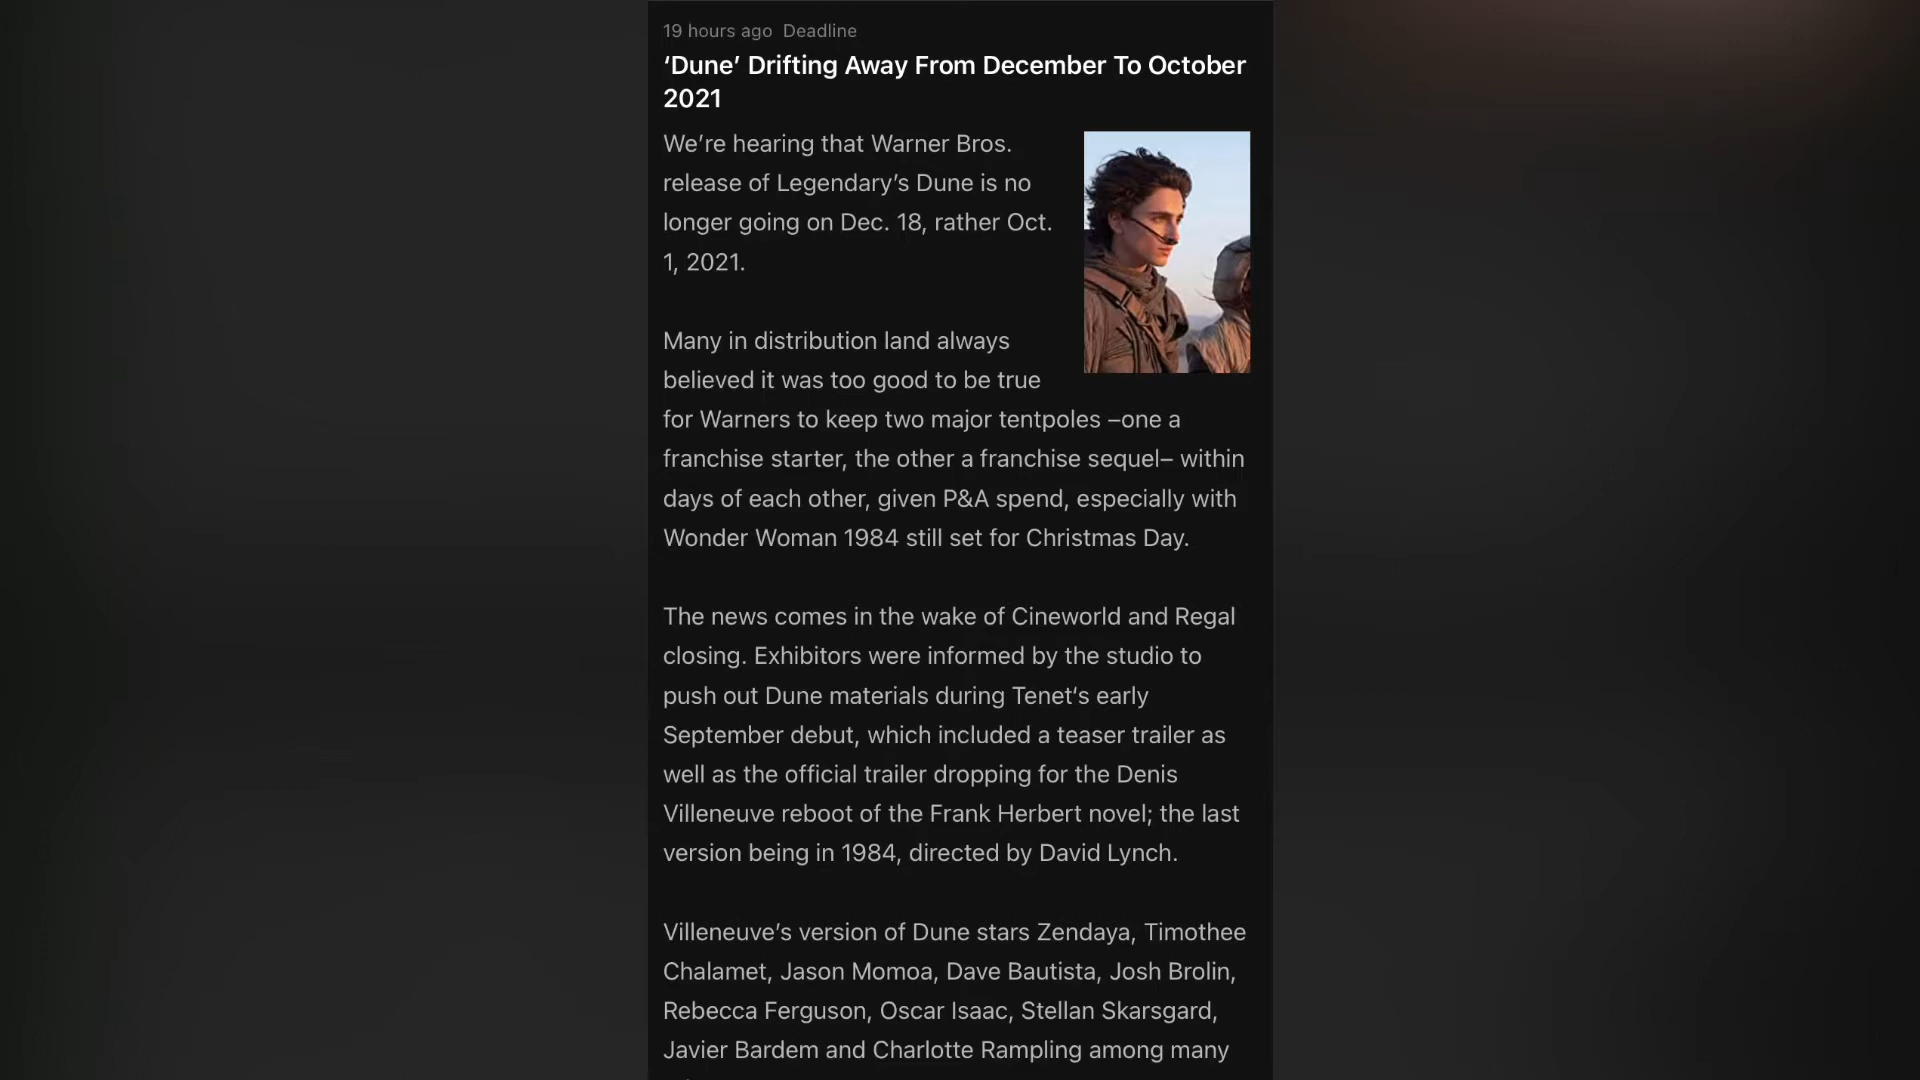 19 hours ago Deadline
‘Dune’ Drifting Away From December To October
2021
We’re hearing that Warner Bros.
release of Legendary’s Dune is no
longer going on Dec. 18, rather Oct.
1, 2021.
Many in distribution land always
believed it was too good to be true
for Warners to keep two major tentpoles –one a
franchise starter, the other a franchise sequel– within
days of each other, given P&A spend, especially with
Wonder Woman 1984 still set for Christmas Day.
The news comes in the wake of Cineworld and Regal
closing. Exhibitors were informed by the studio to
push out Dune materials during Tenet‘s early
September debut, which included a teaser trailer as
well as the official trailer dropping for the Denis
Villeneuve reboot of the Frank Herbert novel; the last
version being in 1984, directed by David Lynch.
Villeneuve’s version of Dune stars Zendaya, Timothee
Chalamet, Jason Momoa, Dave Bautista, Josh Brolin,
Rebecca Ferguson, Oscar Isaac, Stellan Skarsgard,
Javier Bardem and Charlotte Rampling among many